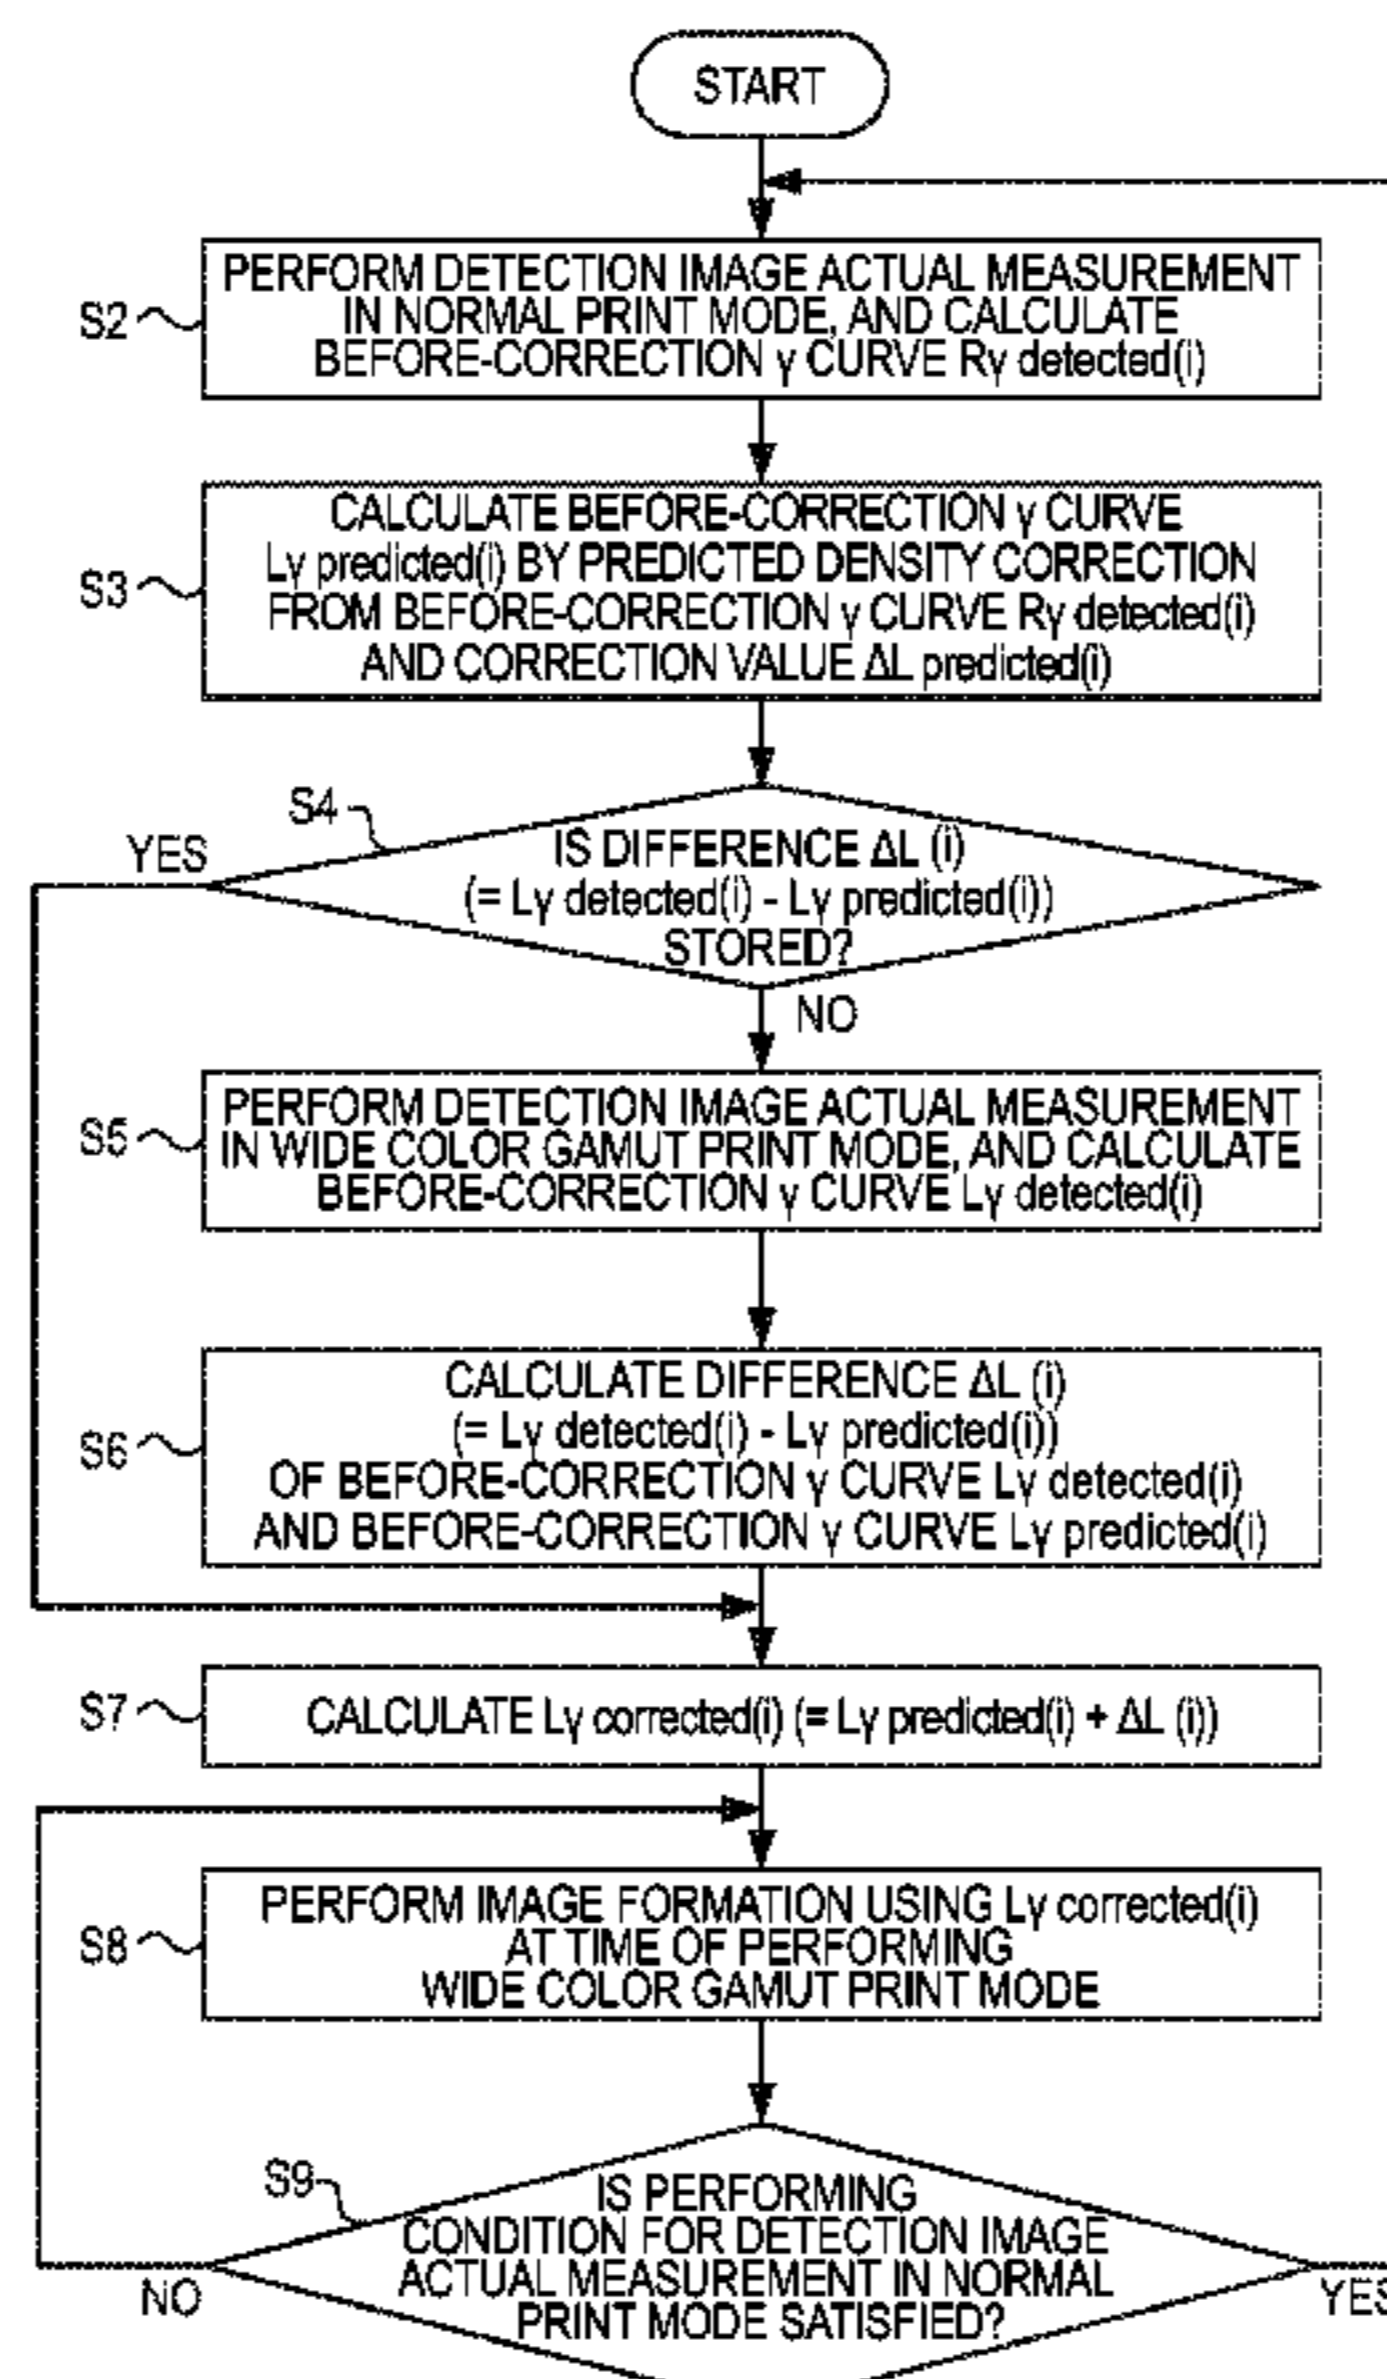 START
S2
PERFORM DETECTION IMAGE ACTUAL MEASUREMENT
IN NORMAL PRINT MODE, AND CALCULATE
BEFORE-CORRECTION γ CURVE Rγ detected(i)
S3
CALCULATE BEFORE-CORRECTION γ CURVE
Lγ predicted(i) BY PREDICTED DENSITY CORRECTION
FROM BEFORE-CORRECTION γ CURVE Rγ detected(i)
AND CORRECTION VALUE ΔL predicted(i)
S4
YES
IS DIFFERENCE ΔL (i)
(= Lγ detected(i) - Lγ predicted(i))
STORED?
NO
S5
PERFORM DETECTION IMAGE ACTUAL MEASUREMENT
IN WIDE COLOR GAMUT PRINT MODE, AND CALCULATE
BEFORE-CORRECTION γ CURVE Lγ detected(i)
S6
CALCULATE DIFFERENCE ΔL (i)
(= Lγ detected(i) - Lγ predicted(i))
OF BEFORE-CORRECTION γ CURVE Lγ detected(i)
AND BEFORE-CORRECTION γ CURVE Lγ predicted(i)
S7
CALCULATE Lγ corrected(i) (= Lγ predicted(i) + ΔL (i))
S8
PERFORM IMAGE FORMATION USING Lγ corrected(i)
AT TIME OF PERFORMING
WIDE COLOR GAMUT PRINT MODE
S9
IS PERFORMING
CONDITION FOR DETECTION IMAGE
ACTUAL MEASUREMENT IN NORMAL
PRINT MODE SATISFIED?
NO
YES